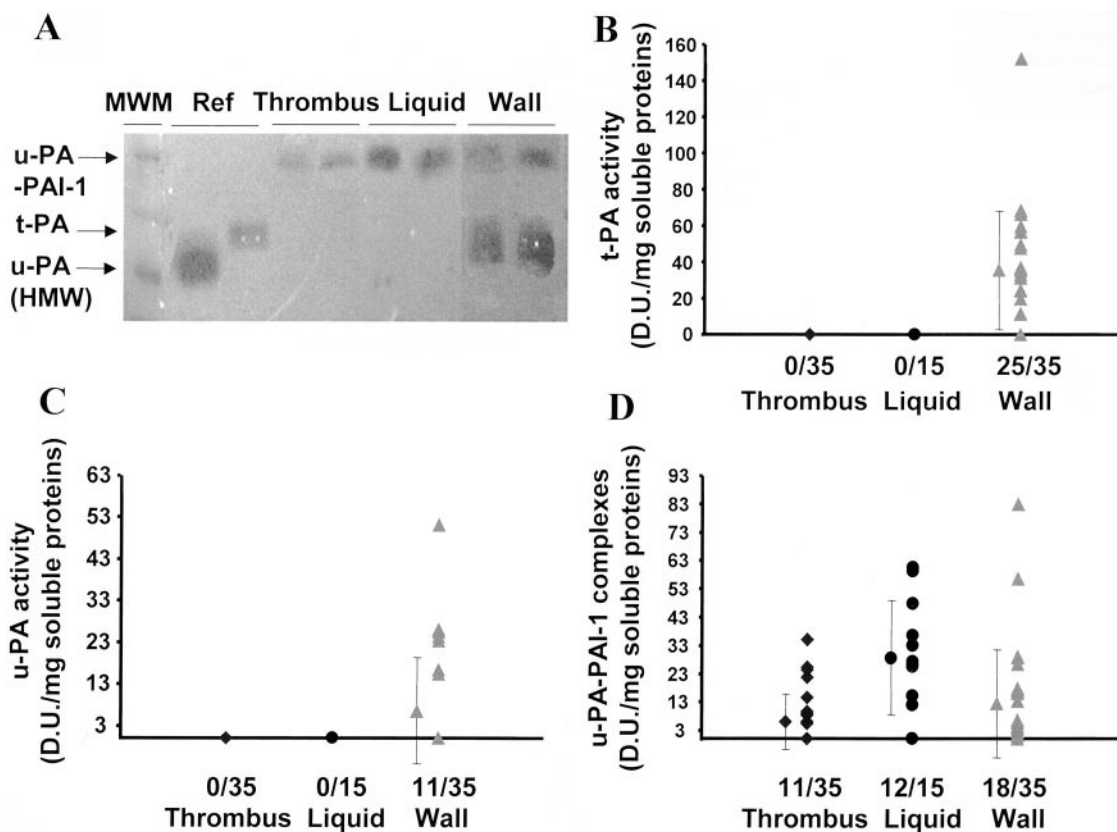 A
MWM Ref Thrombus Liquid Wall
u-PA
-PAI-1
t-PA
u-PA
(HMW)
B
t-PA activity
(D.U./mg soluble proteins)
160
140
120
100
80
60
40
20
0
0/35 0/15 25/35
Thrombus Liquid Wall
C
u-PA activity
(D.U./mg soluble proteins)
63
53
43
33
23
13
3
0/35 0/15 11/35
Thrombus Liquid Wall
D
u-PA-PAI-1 complexes
(D.U./mg soluble proteins)
93
83
73
63
53
43
33
23
13
3
11/35 12/15 18/35
Thrombus Liquid Wall